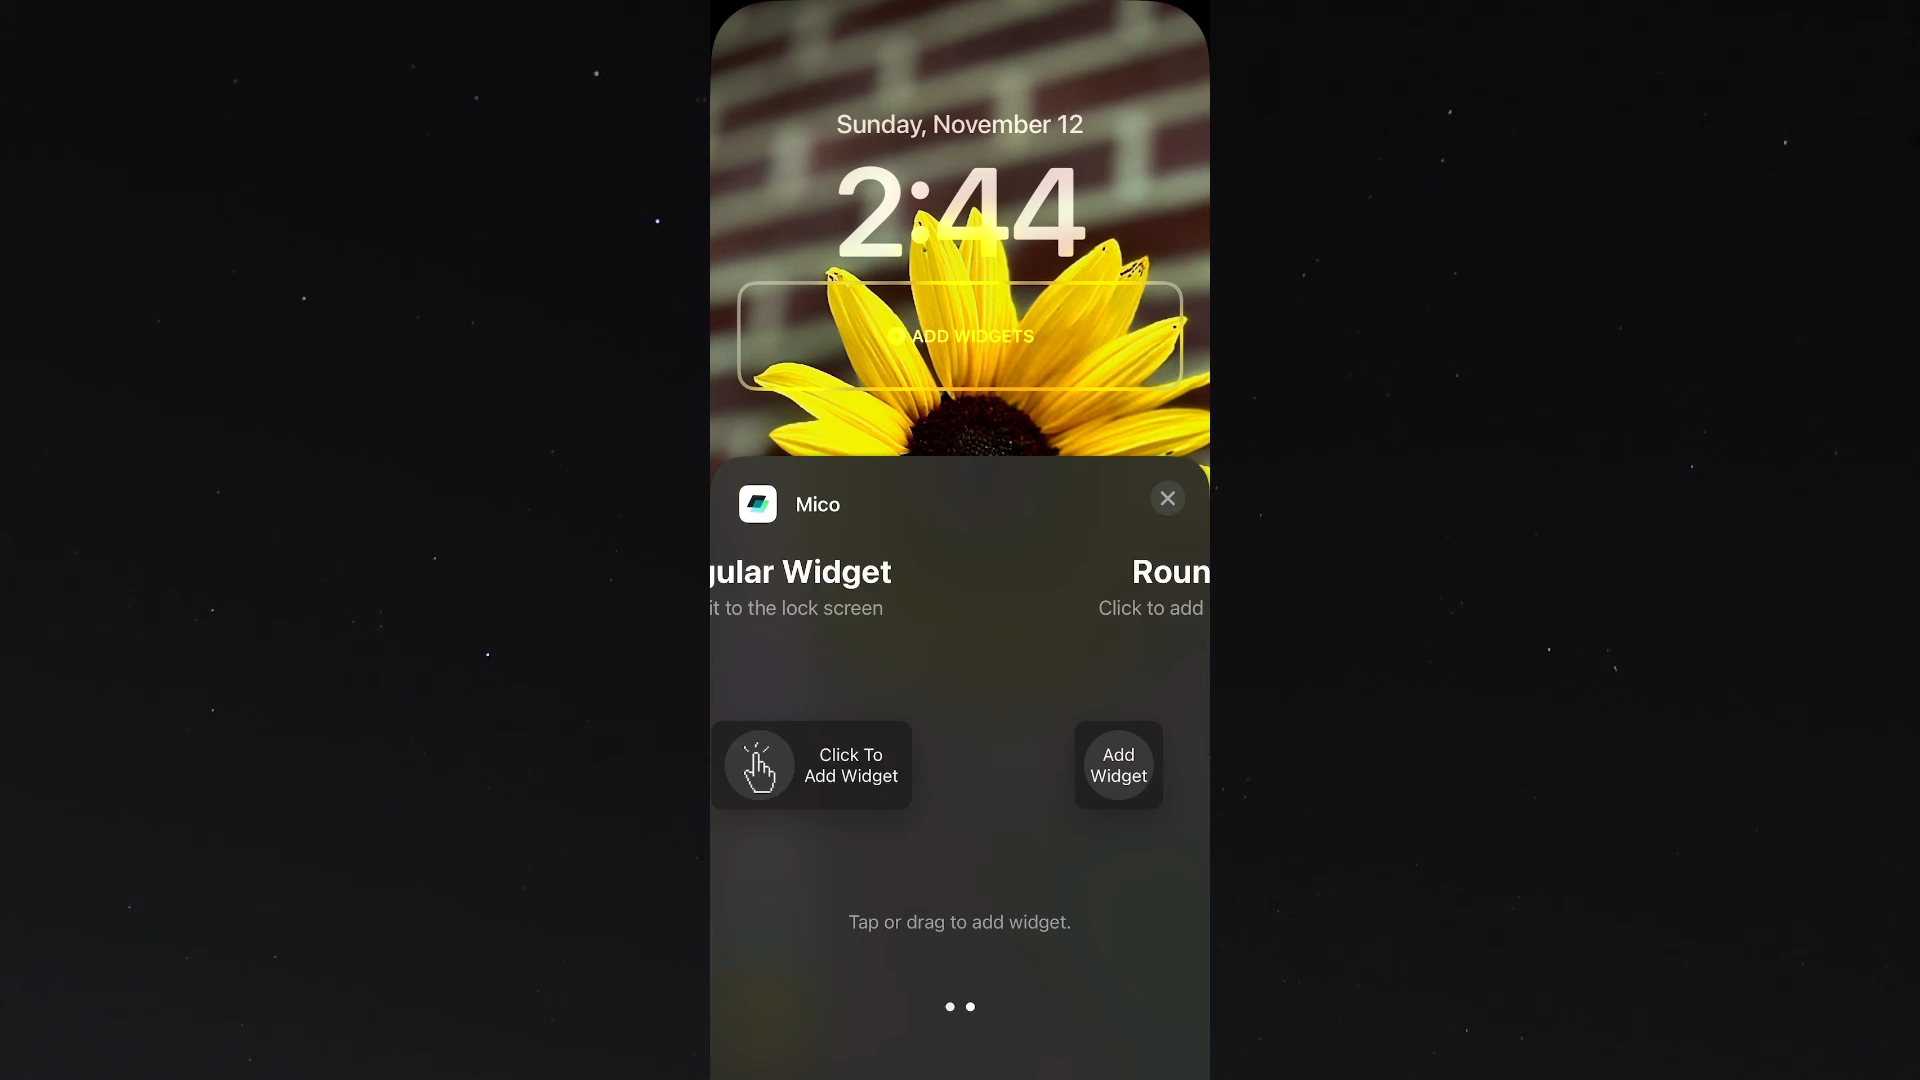 Sunday, November 12
2:44
ADD WIDGETS
Mico
gular Widget
Roun
it to the lock screen
Click to add
Click To
Add Widget
Add
Widget
Tap or drag to add widget.